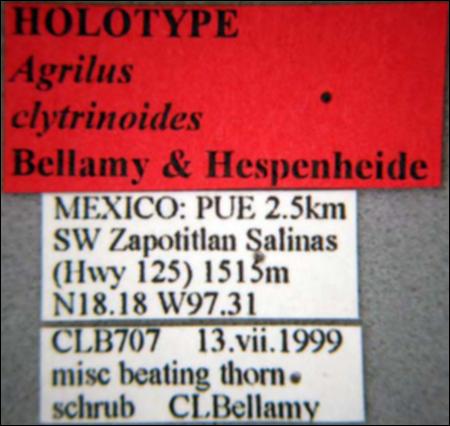 HOLOTYPE
Agrilus
clytrinoides
Bellamy & Hespenheide
MEXICO: PUE 2.5km
SW Zapotitlan Salinas
(Hwy 125) 1515m
N18.18 W97.31
CLB707 13.vii.1999
misc beating thorn
schrub CLBellamy